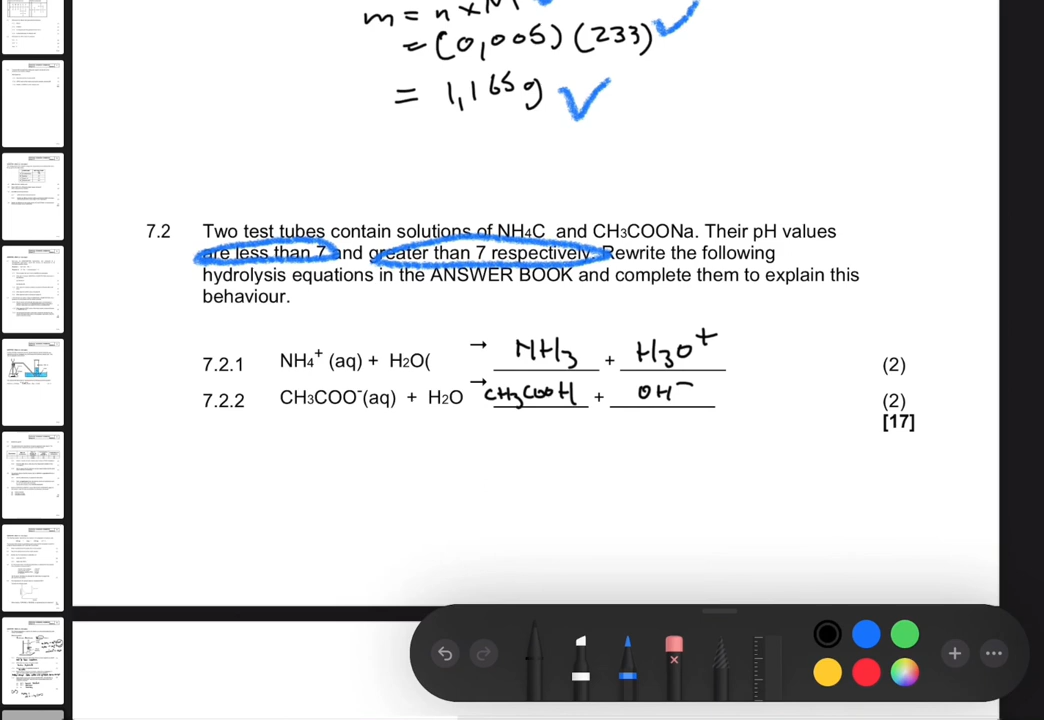 m = n × M
= (0,005) (233)
= 1,165g
7.2 Two test tubes contain solutions of NH4C and CH3COONa. Their pH values
are less than 7 and greater than 7 respectively. Rewrite the following
hydrolysis equations in the ANSWER BOOK and complete them to explain this
behaviour.
7.2.1 NH4⁺ (aq) + H2O( → NH3 + H3O⁺ (2)
7.2.2 CH3COO⁻(aq) + H2O → CH3COOH + OH⁻ (2)
[17]